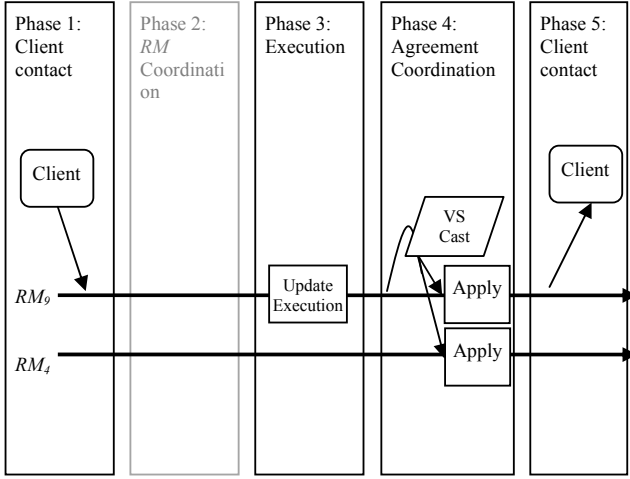 Phase 1:
Client
contact
Phase 2:
RM
Coordinati
on
Phase 3:
Execution
Phase 4:
Agreement
Coordination
Phase 5:
Client
contact
Client
Client
VS
Cast
RM9
Update
Execution
Apply
RM4
Apply